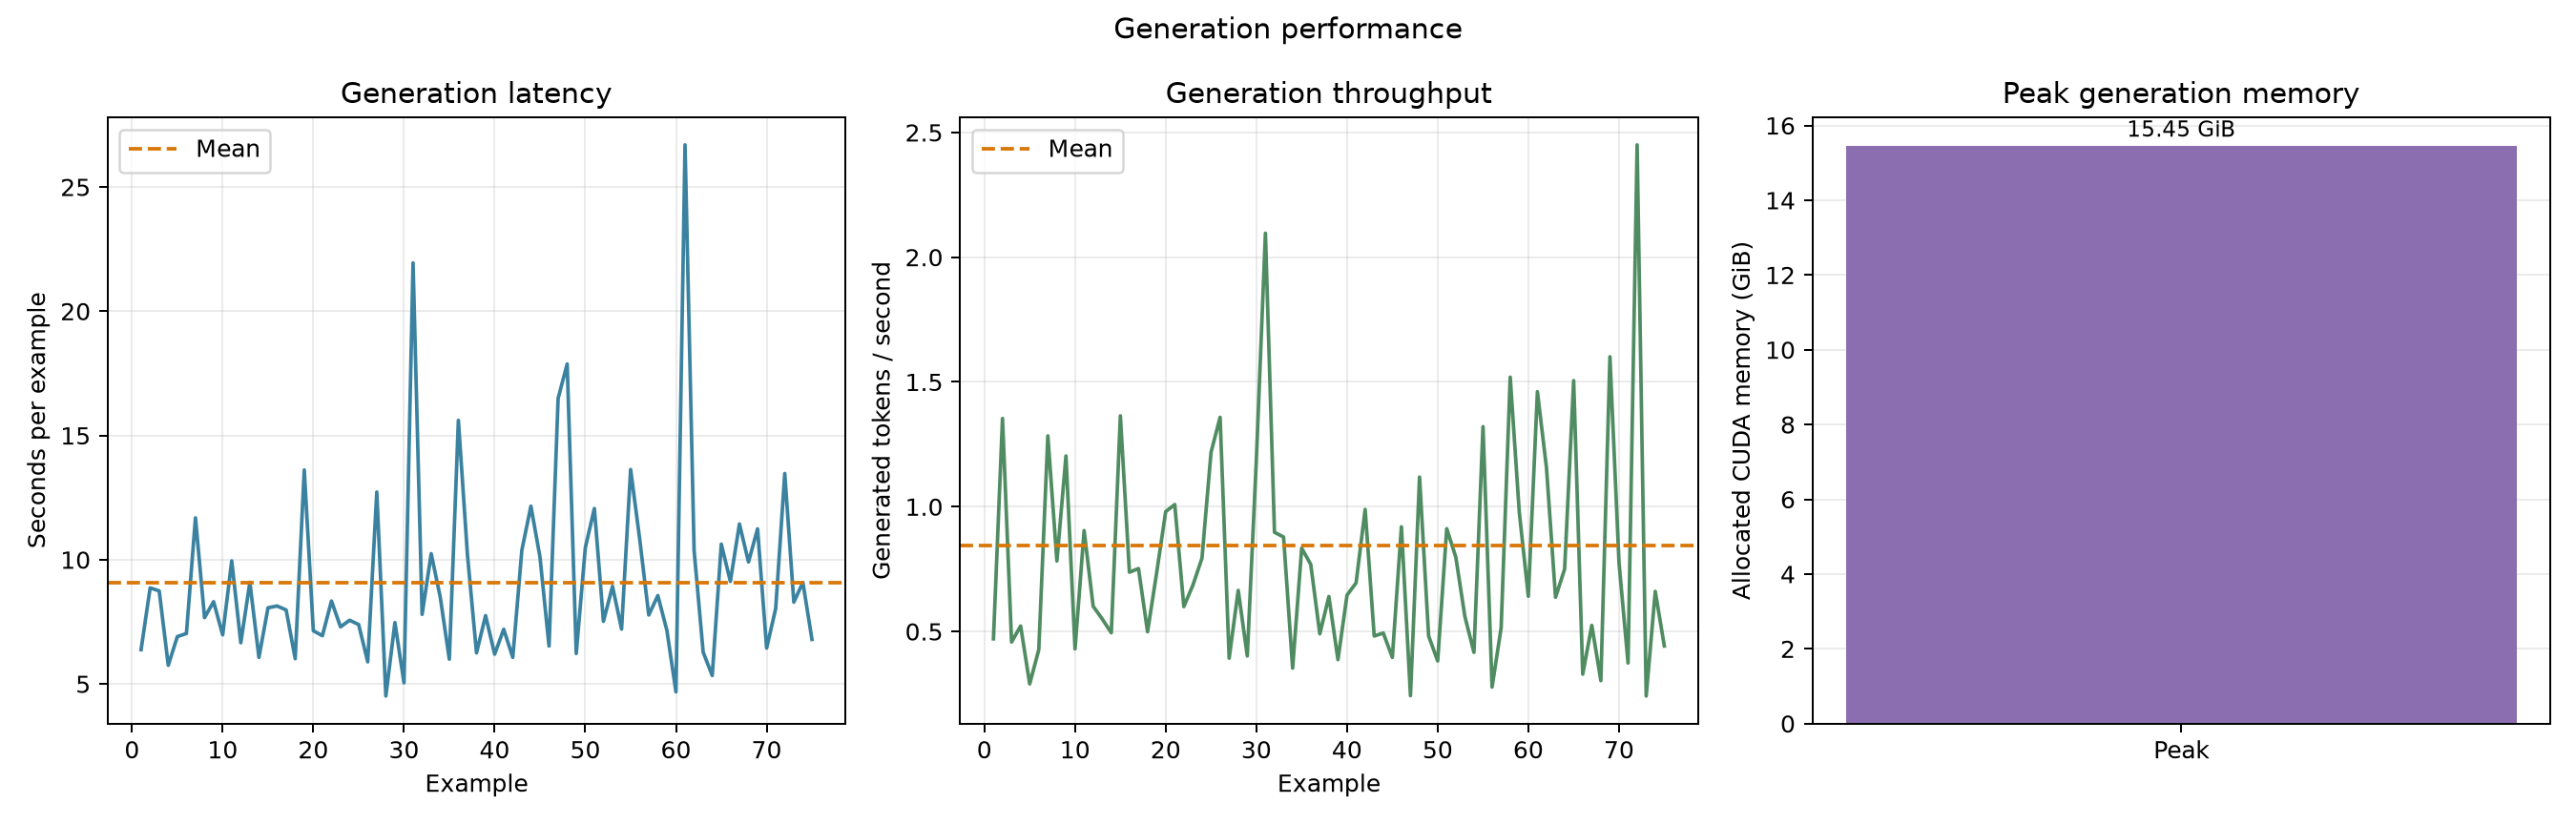 Generation performance
Generation latency
Mean
25
20
15
10
5
Seconds per example
0 10 20 30 40 50 60 70
Example
Generation throughput
Mean
2.5
2.0
1.5
1.0
0.5
Generated tokens / second
0 10 20 30 40 50 60 70
Example
Peak generation memory
15.45 GiB
16
14
12
10
8
6
4
2
0
Allocated CUDA memory (GiB)
Peak